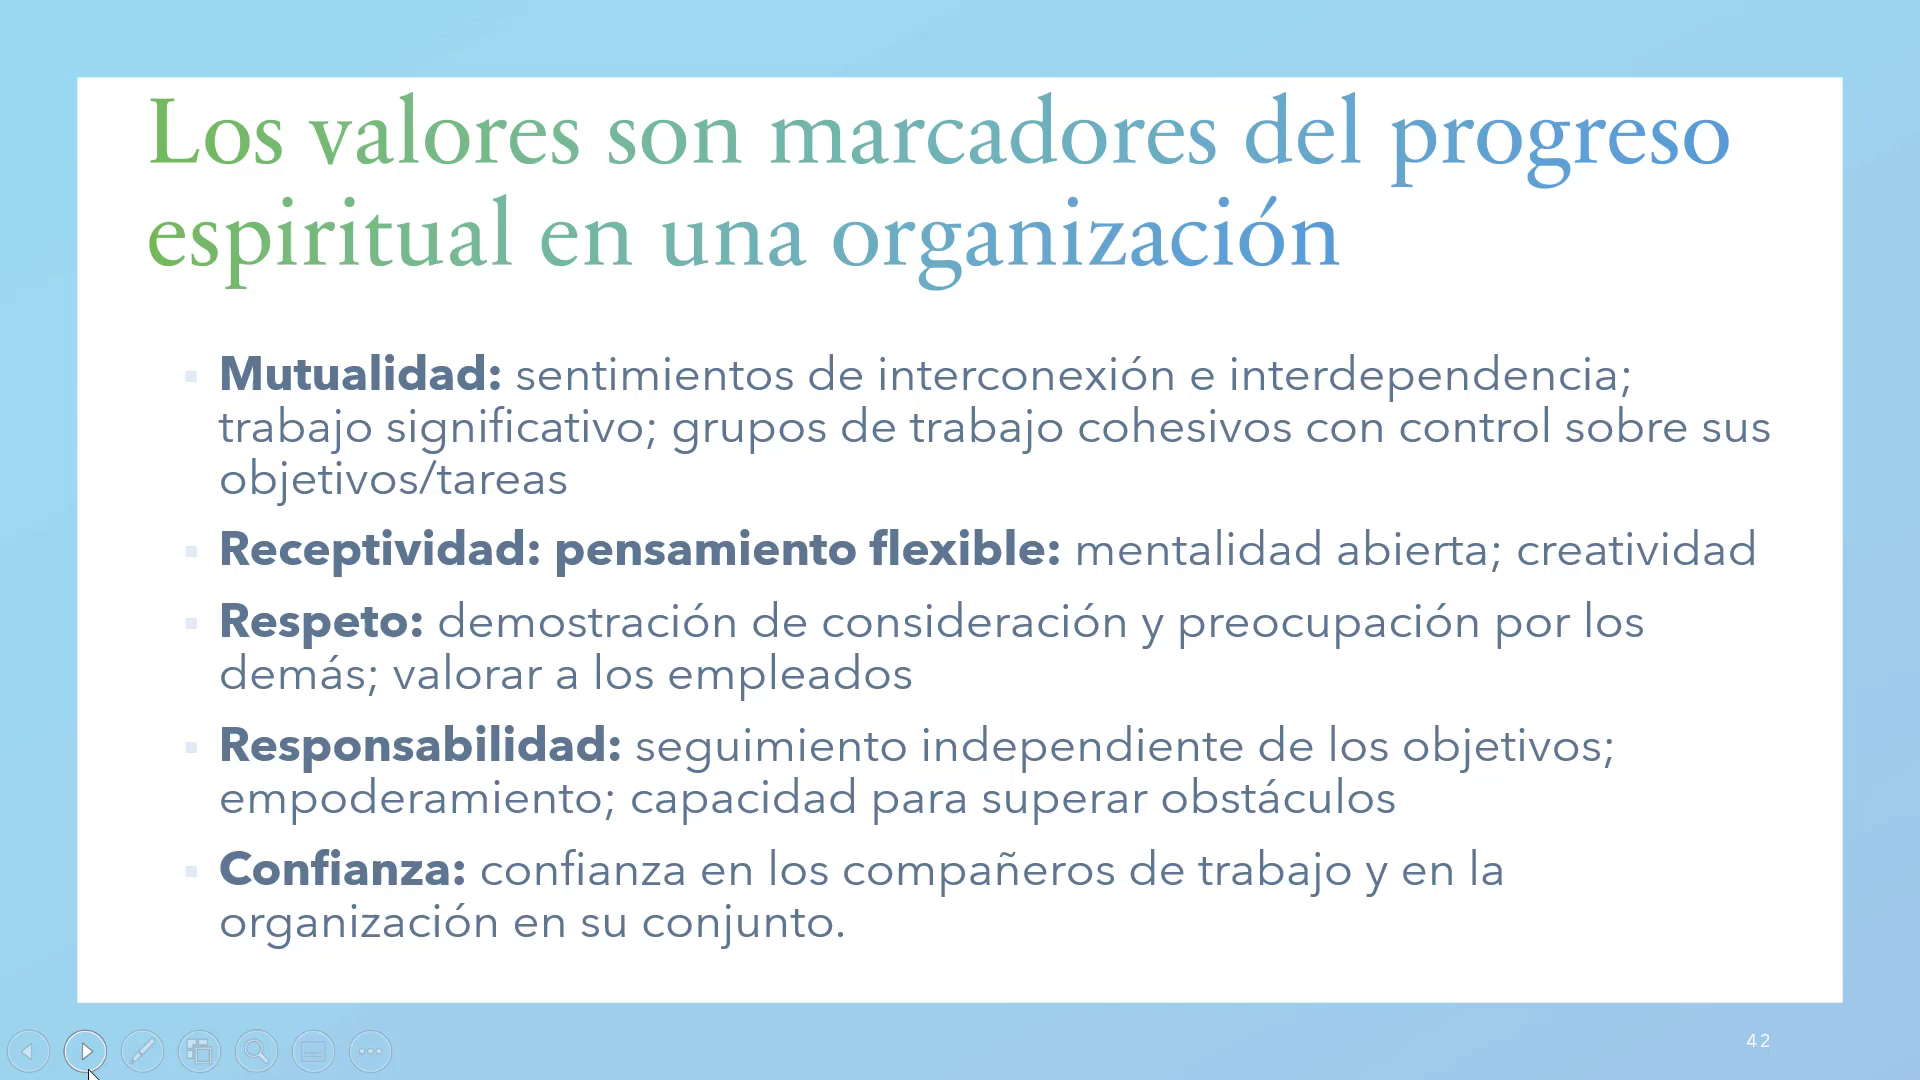 Los valores son marcadores del progreso
espiritual en una organización
Mutualidad: sentimientos de interconexión e interdependencia;
trabajo significativo; grupos de trabajo cohesivos con control sobre sus
objetivos/tareas
Receptividad: pensamiento flexible: mentalidad abierta; creatividad
Respeto: demostración de consideración y preocupación por los
demás; valorar a los empleados
Responsabilidad: seguimiento independiente de los objetivos;
empoderamiento; capacidad para superar obstáculos
Confianza: confianza en los compañeros de trabajo y en la
organización en su conjunto.
42